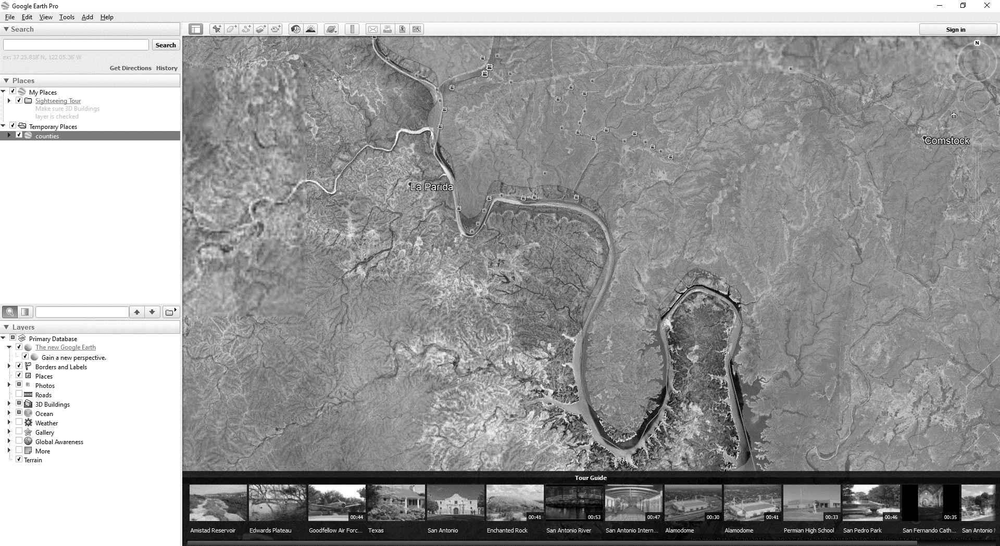 Google Earth Pro
File Edit View Tools Add Help
Search
Sign in
Search
ex: 37 25.818' N, 122 05.36' W
Get Directions History
Places
My Places
Sightseeing Tour
Make sure 3D Buildings
layer is checked
Temporary Places
counties
N
Comstock
La Parida
Layers
Primary Database
The new Google Earth
Gain a new perspective.
Borders and Labels
Places
Photos
Roads
3D Buildings
Ocean
Weather
Gallery
Global Awareness
More
Terrain
Tour Guide
00:44 00:41 00:53 00:47 00:30 00:41 00:33 00:46 00:35
Amistad Reservoir Edwards Plateau Goodfellow Air Forc... Texas San Antonio Enchanted Rock San Antonio River San Antonio Intern... Alamodome Alamodome Permian High School San Pedro Park San Fernando Cath... San Antonio